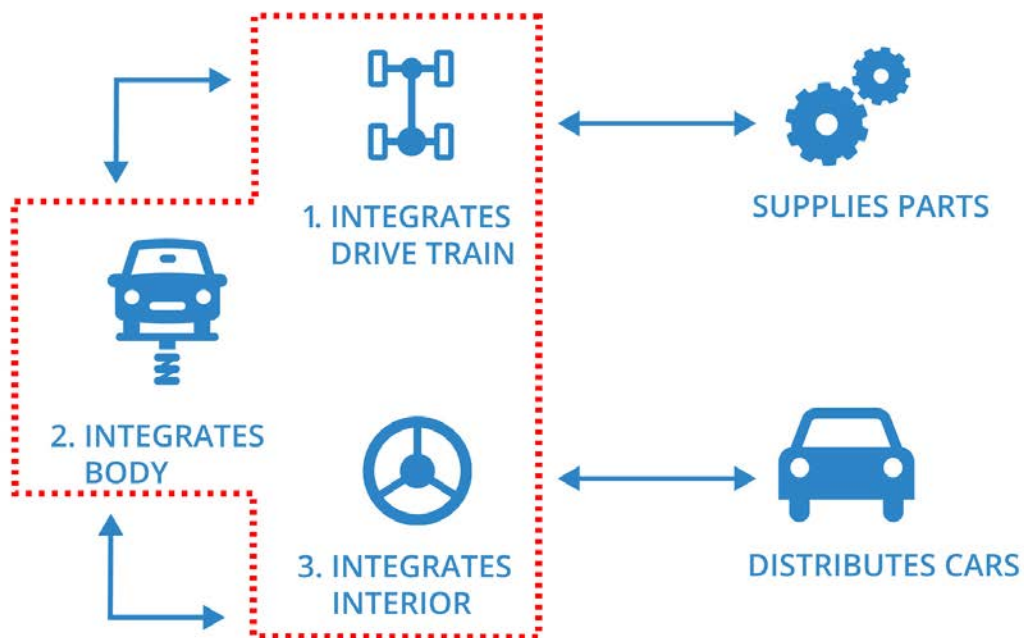 1. INTEGRATES
DRIVE TRAIN
SUPPLIES PARTS
2. INTEGRATES
BODY
3. INTEGRATES
INTERIOR
DISTRIBUTES CARS